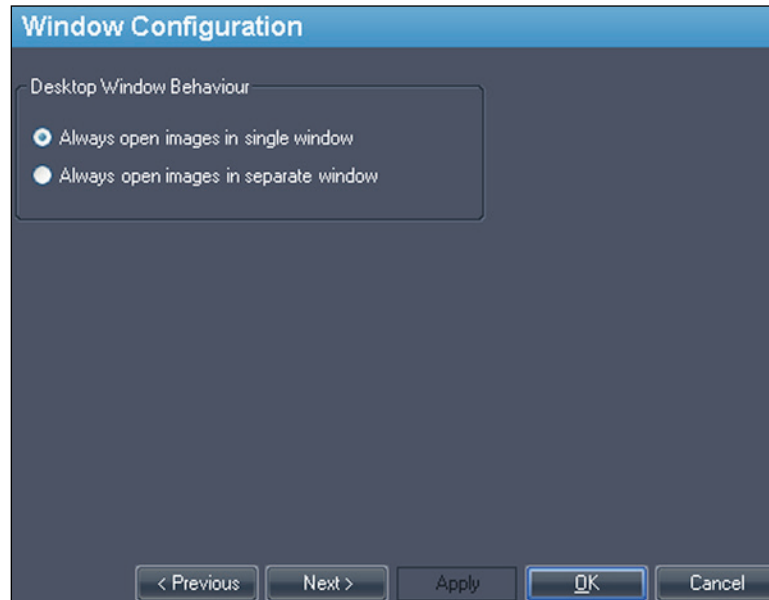 Window Configuration
Desktop Window Behaviour
Always open images in single window
Always open images in separate window
< Previous Next > Apply OK Cancel